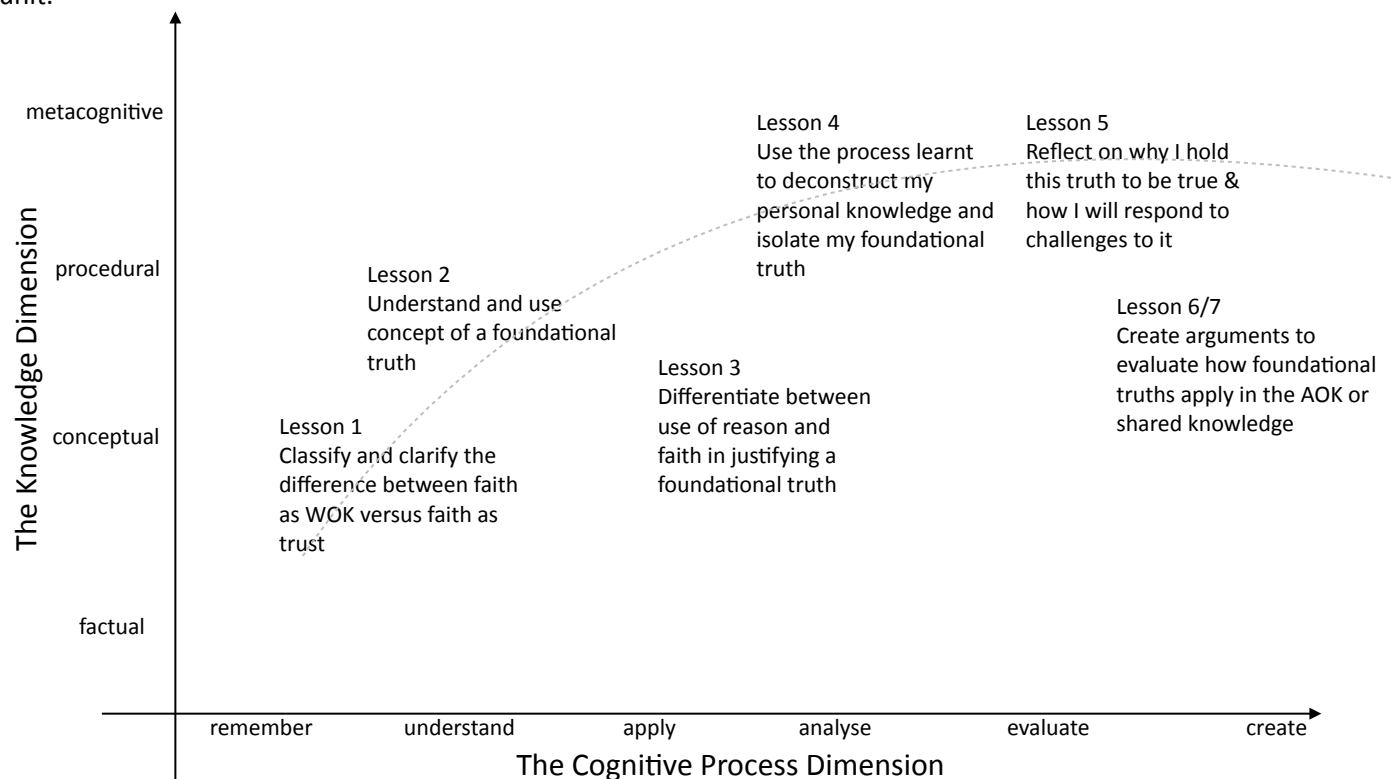 metacognitive
Lesson 4
Use the process learnt
to deconstruct my
personal knowledge and
isolate my foundational
truth
Lesson 5
Reflect on why I hold
this truth to be true &
how I will respond to
challenges to it
The Knowledge Dimension
procedural
Lesson 2
Understand and use
concept of a foundational
truth
Lesson 6/7
Create arguments to
evaluate how foundational
truths apply in the AOK or
shared knowledge
Lesson 3
Differentiate between
use of reason and
faith in justifying a
foundational truth
conceptual
Lesson 1
Classify and clarify the
difference between faith
as WOK versus faith as
trust
factual
remember understand apply analyse evaluate create
The Cognitive Process Dimension